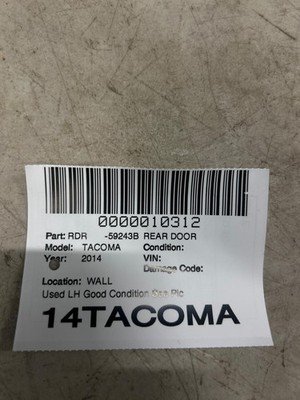 0000010312
Part: RDR -59243B REAR DOOR
Model: TACOMA Condition:
Year: 2014 VIN:
Damage Code:
Location: WALL
Used LH Good Condition See Pic
14TACOMA